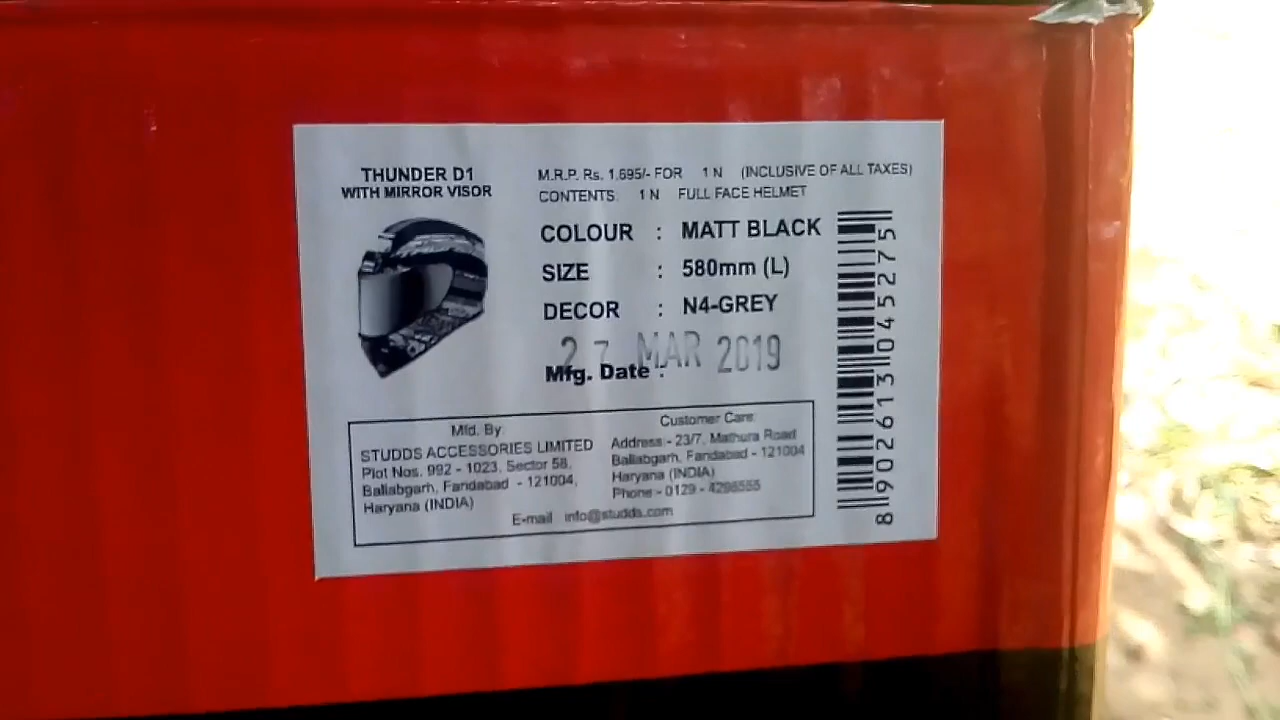 THUNDER D1
WITH MIRROR VISOR
M.R.P. Rs. 1,695/- FOR 1 N (INCLUSIVE OF ALL TAXES)
CONTENTS: 1 N FULL FACE HELMET
COLOUR : MATT BLACK
SIZE : 580mm (L)
DECOR : N4-GREY
27 MAR 2019
Mfg. Date :
8902613045275
Mfd. By
STUDDS ACCESSORIES LIMITED
Plot Nos. 992 - 1023, Sector 58,
Ballabgarh, Faridabad - 121004,
Haryana (INDIA)
Customer Care:
Address:- 23/7, Mathura Road
Ballabgarh, Faridabad - 121004
Haryana (INDIA)
Phone - 0129 - 4296555
E-mail info@studds.com